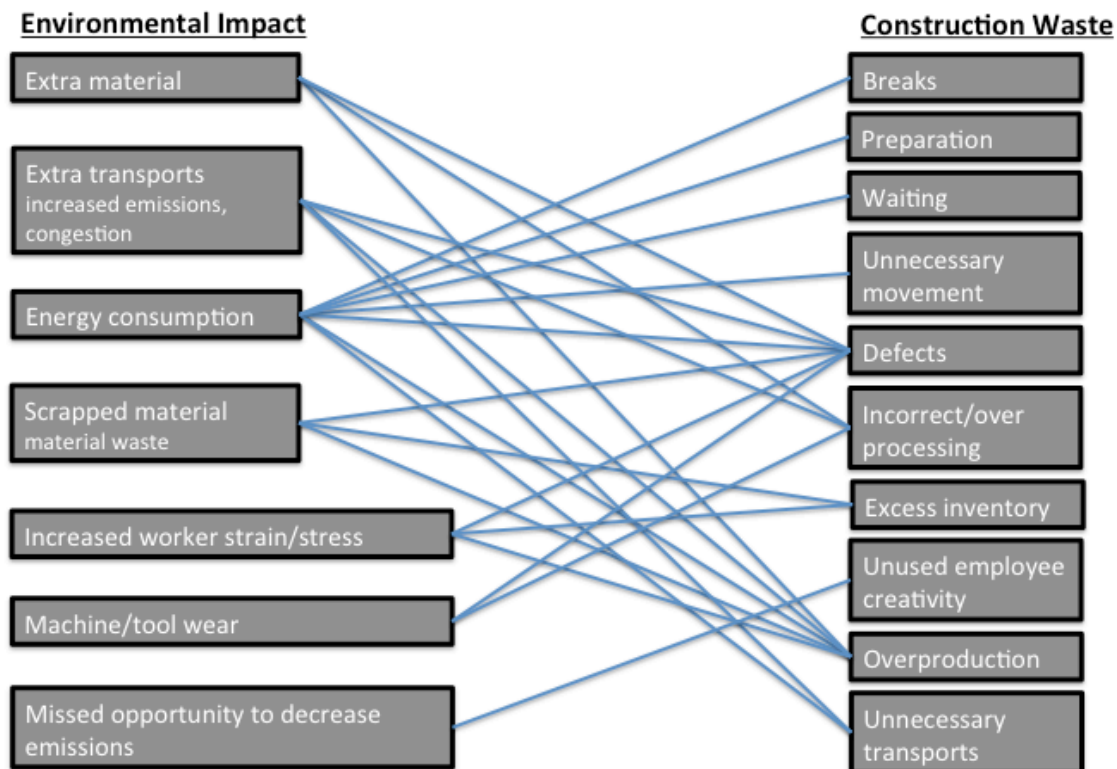 Environmental Impact
Construction Waste
Extra material
Extra transports
increased emissions,
congestion
Energy consumption
Scrapped material
material waste
Increased worker strain/stress
Machine/tool wear
Missed opportunity to decrease
emissions
Breaks
Preparation
Waiting
Unnecessary
movement
Defects
Incorrect/over
processing
Excess inventory
Unused employee
creativity
Overproduction
Unnecessary
transports